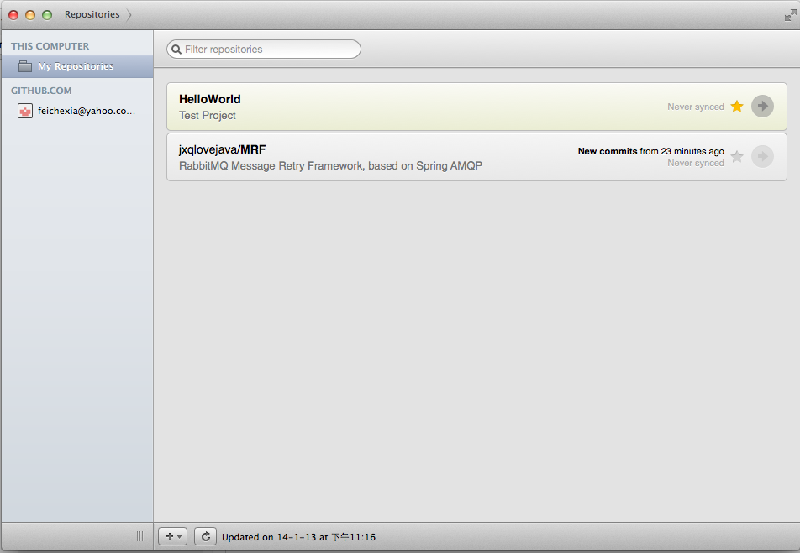 Repositories
THIS COMPUTER
My Repositories
GITHUB.COM
feichexia@yahoo.co...
Filter repositories
HelloWorld
Test Project
Never synced
jxqlovejava/MRF
RabbitMQ Message Retry Framework, based on Spring AMQP
New commits from 23 minutes ago
Never synced
Updated on 14-1-13 at 下午11:16